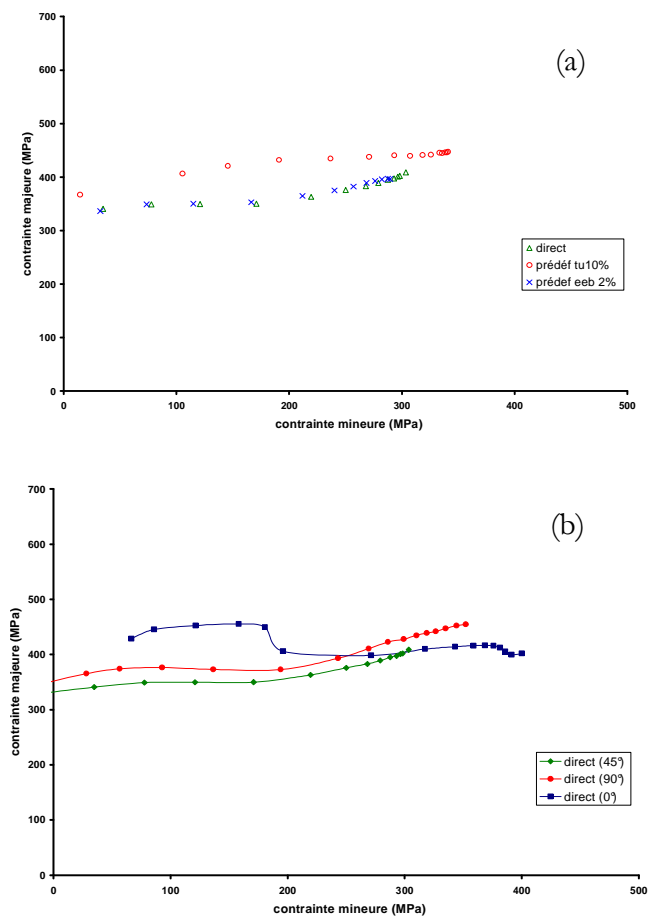 (a)
700
600
500
400
300
200
100
0
contrainte majeure (MPa)
direct
prédéf tu10%
prédef eeb 2%
0 100 200 300 400 500
contrainte mineure (MPa)
(b)
700
600
500
400
300
200
100
0
contrainte majeure (MPa)
direct (45°)
direct (90°)
direct (0°)
0 100 200 300 400 500
contrainte mineure (MPa)